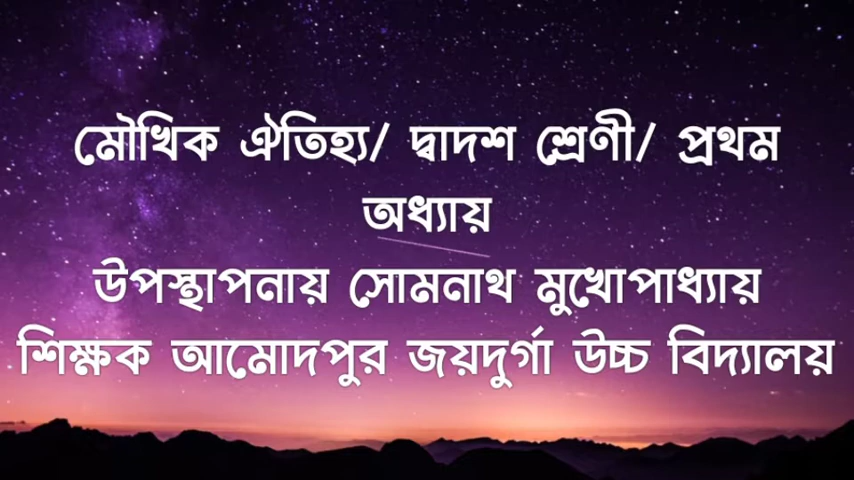 মৌখিক ঐতিহ্য/ দ্বাদশ শ্রেণী/ প্রথম
অধ্যায়
উপস্থাপনায় সোমনাথ মুখোপাধ্যায়
শিক্ষক আমোদপুর জয়দুর্গা উচ্চ বিদ্যালয়